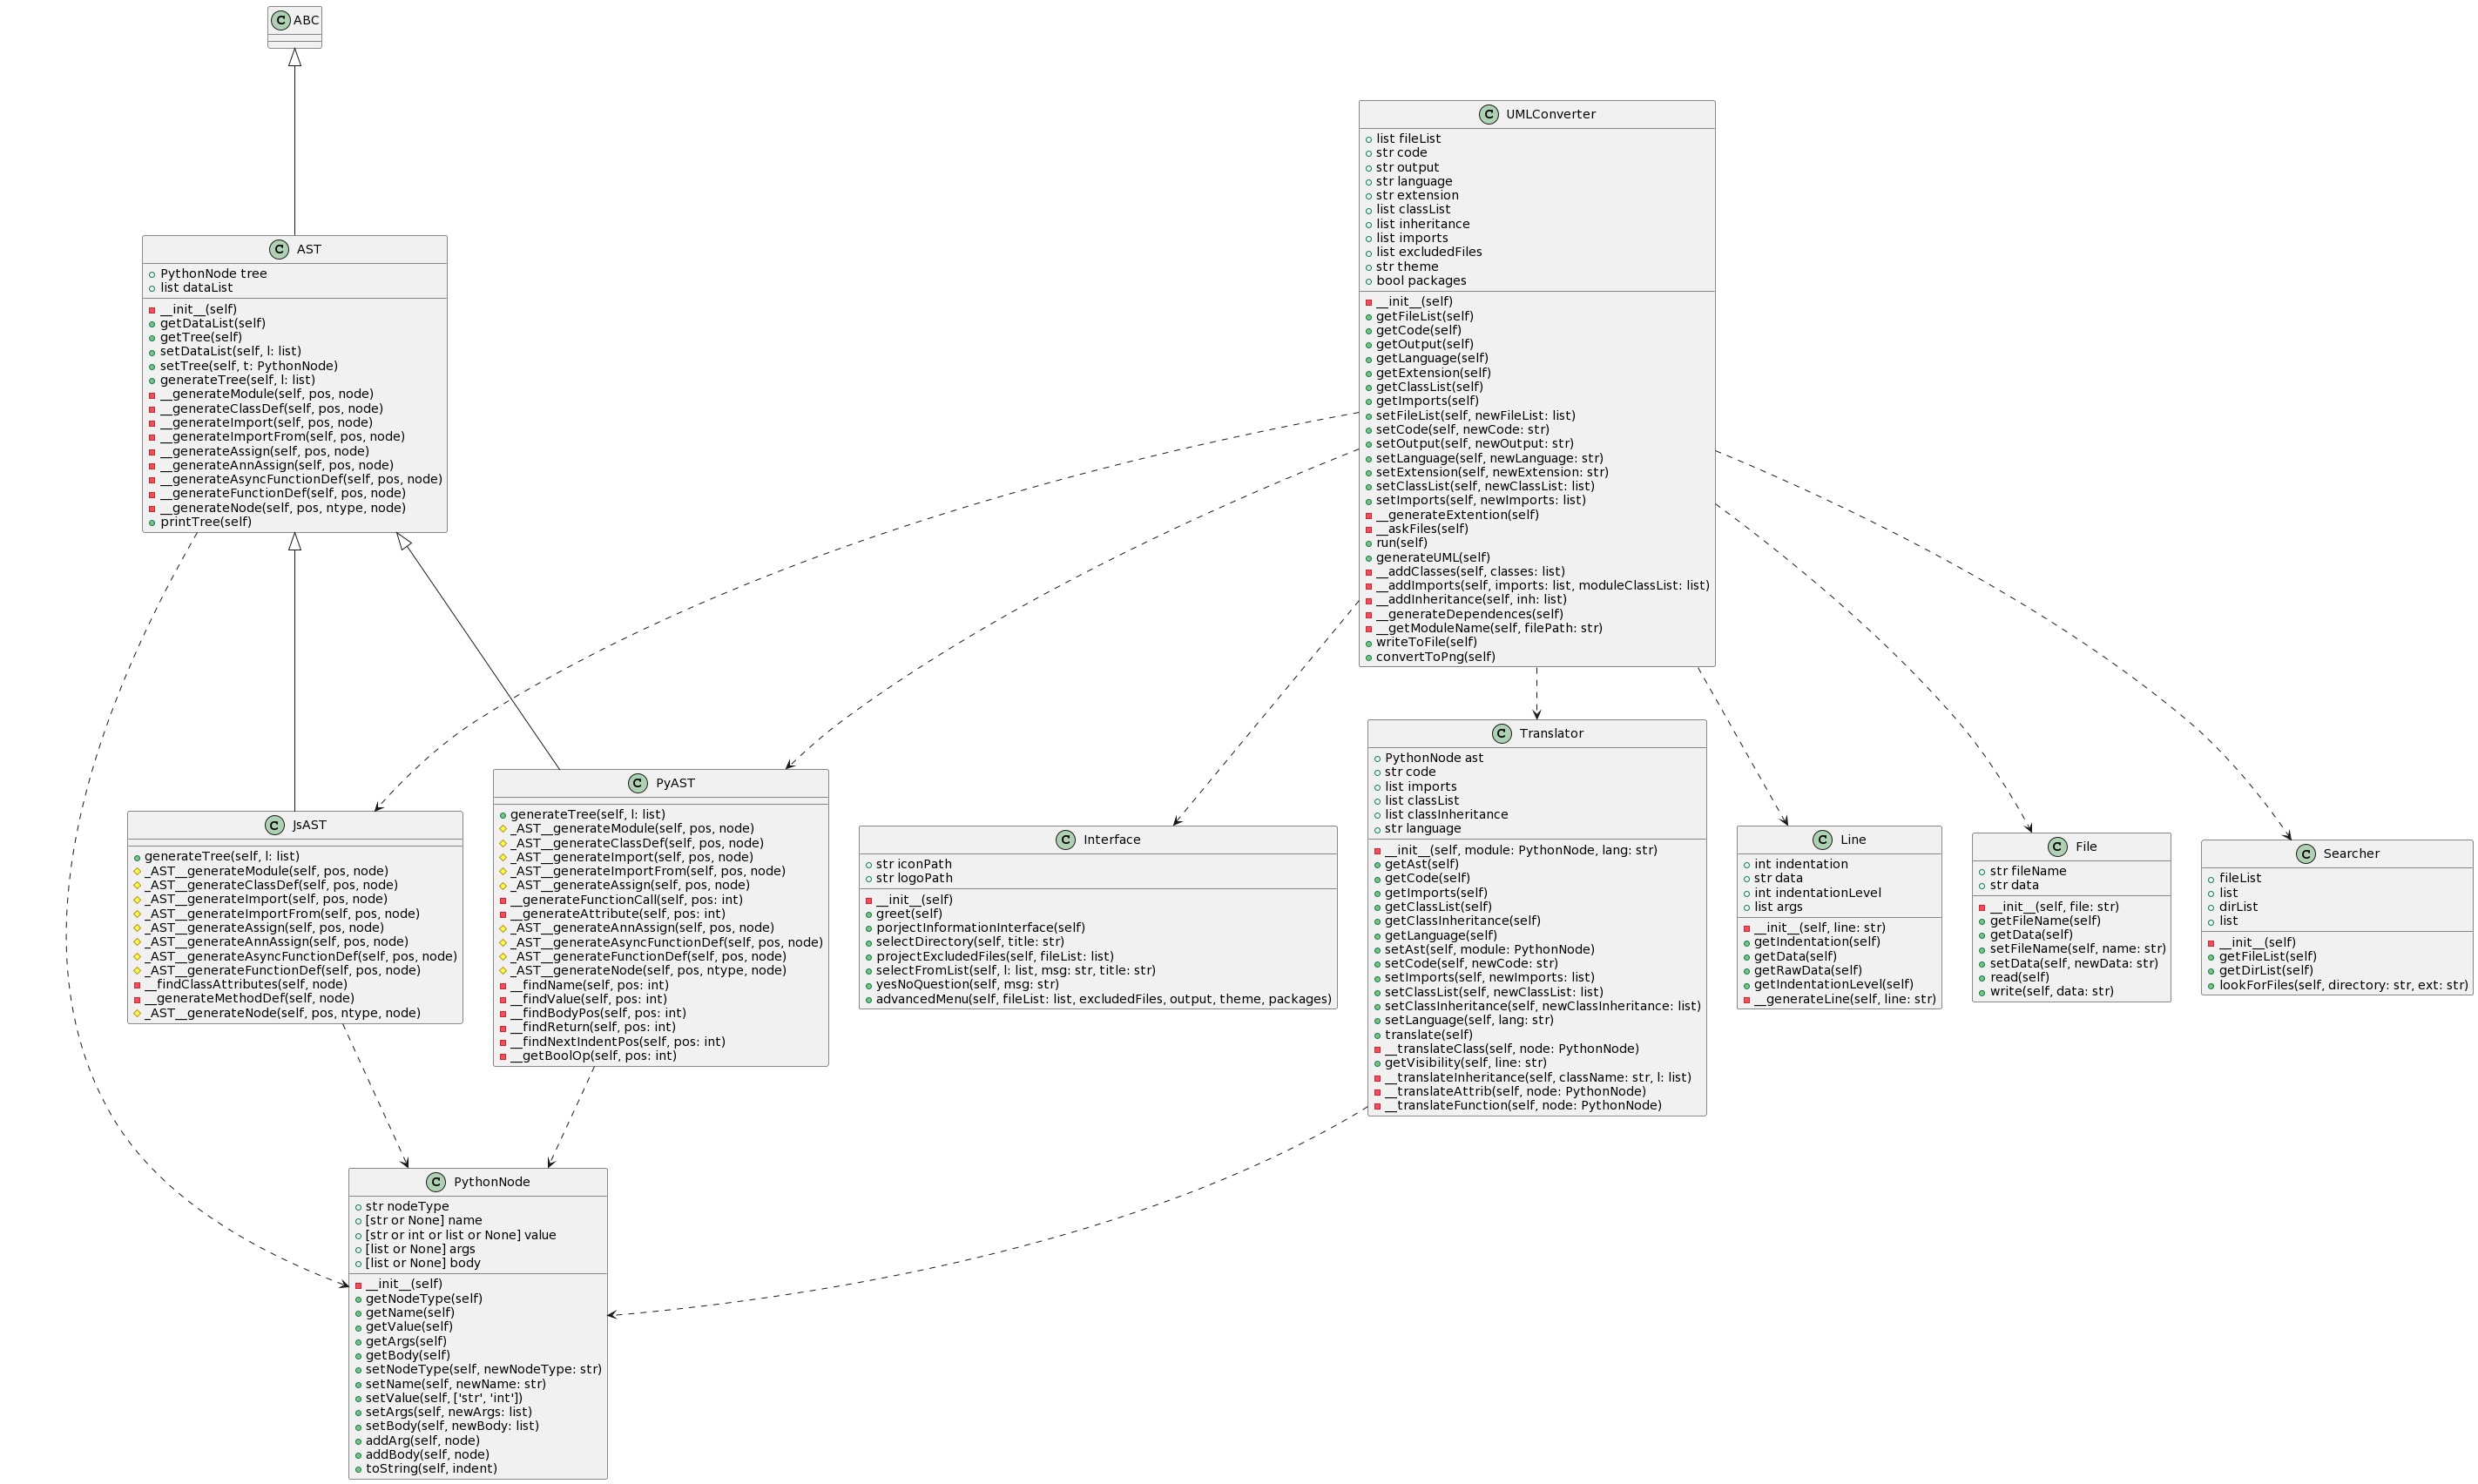 C ABC
C UMLConverter
list fileList
str code
str output
str language
str extension
list classList
list inheritance
list imports
list excludedFiles
str theme
bool packages
__init__(self)
getFileList(self)
getCode(self)
getOutput(self)
getLanguage(self)
getExtension(self)
getClassList(self)
getImports(self)
setFileList(self, newFileList: list)
setCode(self, newCode: str)
setOutput(self, newOutput: str)
setLanguage(self, newLanguage: str)
setExtension(self, newExtension: str)
setClassList(self, newClassList: list)
setImports(self, newImports: list)
__generateExtention(self)
__askFiles(self)
run(self)
generateUML(self)
__addClasses(self, classes: list)
__addImports(self, imports: list, moduleClassList: list)
__addInheritance(self, inh: list)
__generateDependences(self)
__getModuleName(self, filePath: str)
writeToFile(self)
convertToPng(self)
C AST
PythonNode tree
list dataList
__init__(self)
getDataList(self)
getTree(self)
setDataList(self, l: list)
setTree(self, t: PythonNode)
generateTree(self, l: list)
__generateModule(self, pos, node)
__generateClassDef(self, pos, node)
__generateImport(self, pos, node)
__generateImportFrom(self, pos, node)
__generateAssign(self, pos, node)
__generateAnnAssign(self, pos, node)
__generateAsyncFunctionDef(self, pos, node)
__generateFunctionDef(self, pos, node)
__generateNode(self, pos, ntype, node)
printTree(self)
C JsAST
generateTree(self, l: list)
_AST__generateModule(self, pos, node)
_AST__generateClassDef(self, pos, node)
_AST__generateImport(self, pos, node)
_AST__generateImportFrom(self, pos, node)
_AST__generateAssign(self, pos, node)
_AST__generateAnnAssign(self, pos, node)
_AST__generateAsyncFunctionDef(self, pos, node)
_AST__generateFunctionDef(self, pos, node)
__findClassAttributes(self, node)
__generateMethodDef(self, node)
_AST__generateNode(self, pos, ntype, node)
C PyAST
generateTree(self, l: list)
_AST__generateModule(self, pos, node)
_AST__generateClassDef(self, pos, node)
_AST__generateImport(self, pos, node)
_AST__generateImportFrom(self, pos, node)
_AST__generateAssign(self, pos, node)
__generateFunctionCall(self, pos: int)
__generateAttribute(self, pos: int)
_AST__generateAnnAssign(self, pos, node)
_AST__generateAsyncFunctionDef(self, pos, node)
_AST__generateFunctionDef(self, pos, node)
_AST__generateNode(self, pos, ntype, node)
__findName(self, pos: int)
__findValue(self, pos: int)
__findBodyPos(self, pos: int)
__findReturn(self, pos: int)
__findNextIndentPos(self, pos: int)
__getBoolOp(self, pos: int)
C Interface
str iconPath
str logoPath
__init__(self)
greet(self)
porjectInformationInterface(self)
selectDirectory(self, title: str)
projectExcludedFiles(self, fileList: list)
selectFromList(self, l: list, msg: str, title: str)
yesNoQuestion(self, msg: str)
advancedMenu(self, fileList: list, excludedFiles, output, theme, packages)
C Translator
PythonNode ast
str code
list imports
list classList
list classInheritance
str language
__init__(self, module: PythonNode, lang: str)
getAst(self)
getCode(self)
getImports(self)
getClassList(self)
getClassInheritance(self)
getLanguage(self)
setAst(self, module: PythonNode)
setCode(self, newCode: str)
setImports(self, newImports: list)
setClassList(self, newClassList: list)
setClassInheritance(self, newClassInheritance: list)
setLanguage(self, lang: str)
translate(self)
__translateClass(self, node: PythonNode)
getVisibility(self, line: str)
__translateInheritance(self, className: str, l: list)
__translateAttrib(self, node: PythonNode)
__translateFunction(self, node: PythonNode)
C Line
int indentation
str data
int indentationLevel
list args
__init__(self, line: str)
getIndentation(self)
getData(self)
getRawData(self)
getIndentationLevel(self)
__generateLine(self, line: str)
C File
str fileName
str data
__init__(self, file: str)
getFileName(self)
getData(self)
setFileName(self, name: str)
setData(self, newData: str)
read(self)
write(self, data: str)
C Searcher
fileList
list
dirList
list
__init__(self)
getFileList(self)
getDirList(self)
lookForFiles(self, directory: str, ext: str)
C PythonNode
str nodeType
[str or None] name
[str or int or list or None] value
[list or None] args
[list or None] body
__init__(self)
getNodeType(self)
getName(self)
getValue(self)
getArgs(self)
getBody(self)
setNodeType(self, newNodeType: str)
setName(self, newName: str)
setValue(self, ['str', 'int'])
setArgs(self, newArgs: list)
setBody(self, newBody: list)
addArg(self, node)
addBody(self, node)
toString(self, indent)